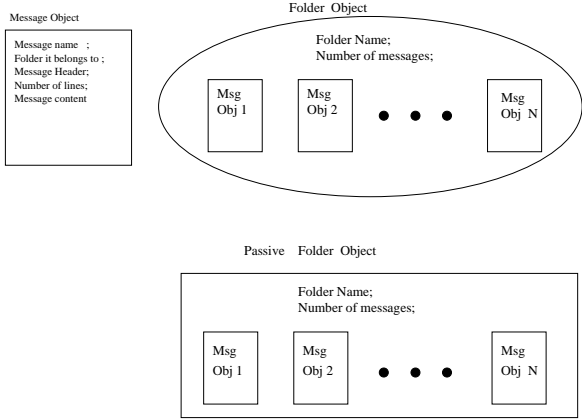 Message Object
Message name ;
Folder it belongs to ;
Message Header;
Number of lines;
Message content
Folder Object
Folder Name;
Number of messages;
Msg
Obj 1
Msg
Obj 2
Msg
Obj N
Passive Folder Object
Folder Name;
Number of messages;
Msg
Obj 1
Msg
Obj 2
Msg
Obj N